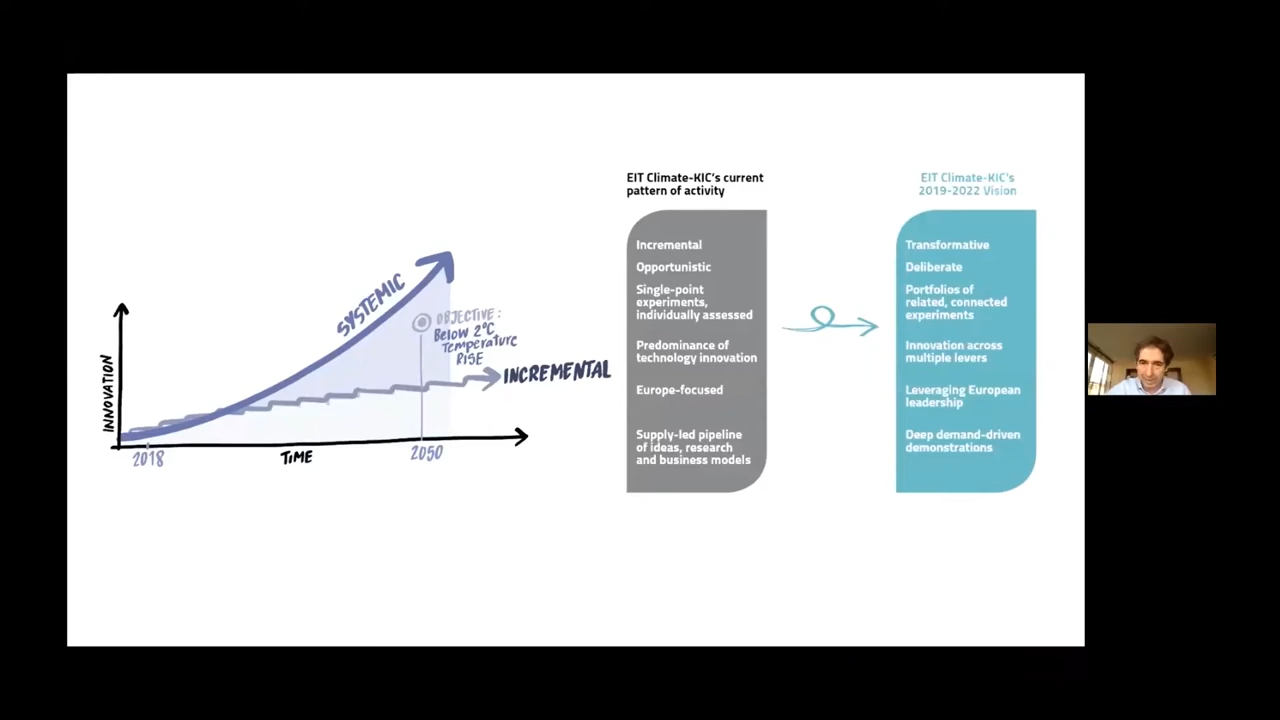 INNOVATION
SYSTEMIC
OBJECTIVE:
Below 2°C
Temperature
RISE
INCREMENTAL
2018
TIME
2050
EIT Climate-KIC's current
pattern of activity
Incremental
Opportunistic
Single-point
experiments,
individually assessed
Predominance of
technology innovation
Europe-focused
Supply-led pipeline
of ideas, research
and business models
EIT Climate-KIC's
2019-2022 Vision
Transformative
Deliberate
Portfolios of
related, connected
experiments
Innovation across
multiple levers
Leveraging European
leadership
Deep demand-driven
demonstrations